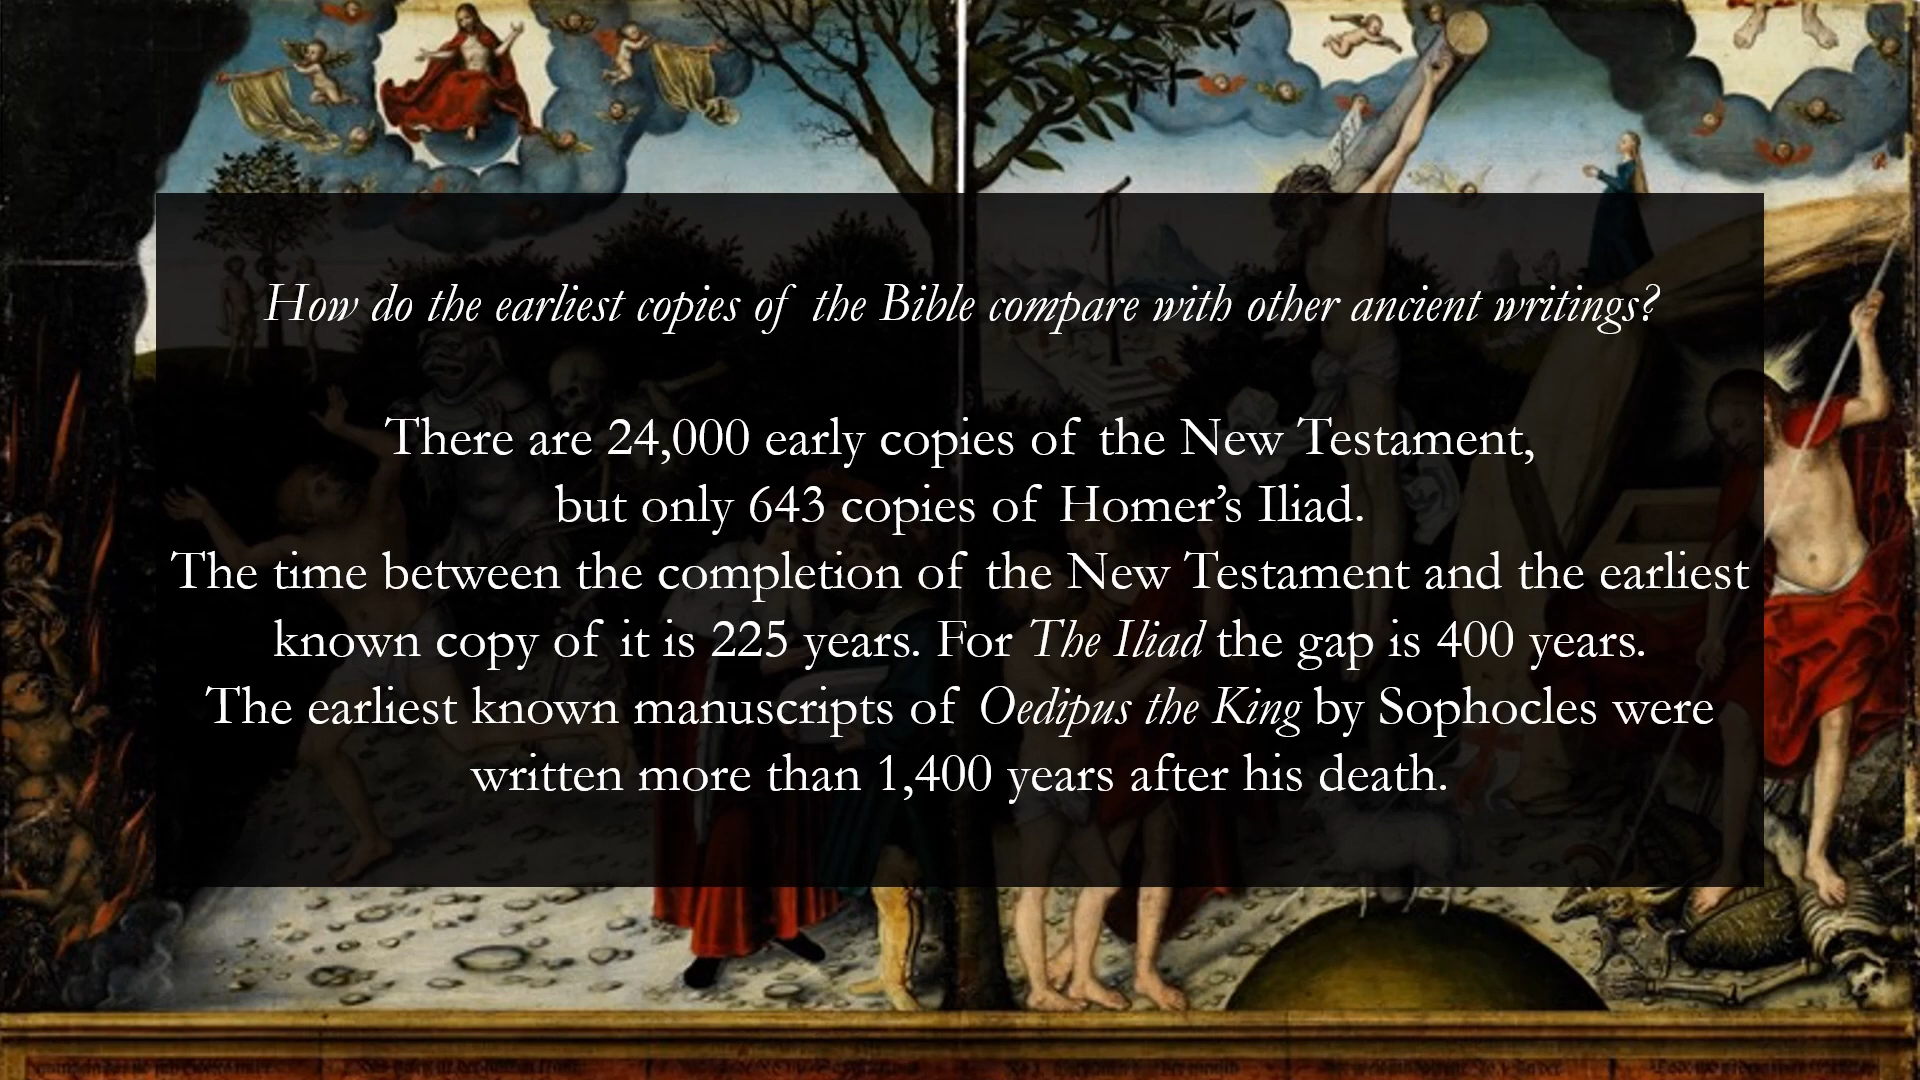 How do the earliest copies of the Bible compare with other ancient writings?
There are 24,000 early copies of the New Testament,
but only 643 copies of Homer’s Iliad.
The time between the completion of the New Testament and the earliest
known copy of it is 225 years. For The Iliad the gap is 400 years.
The earliest known manuscripts of Oedipus the King by Sophocles were
written more than 1,400 years after his death.